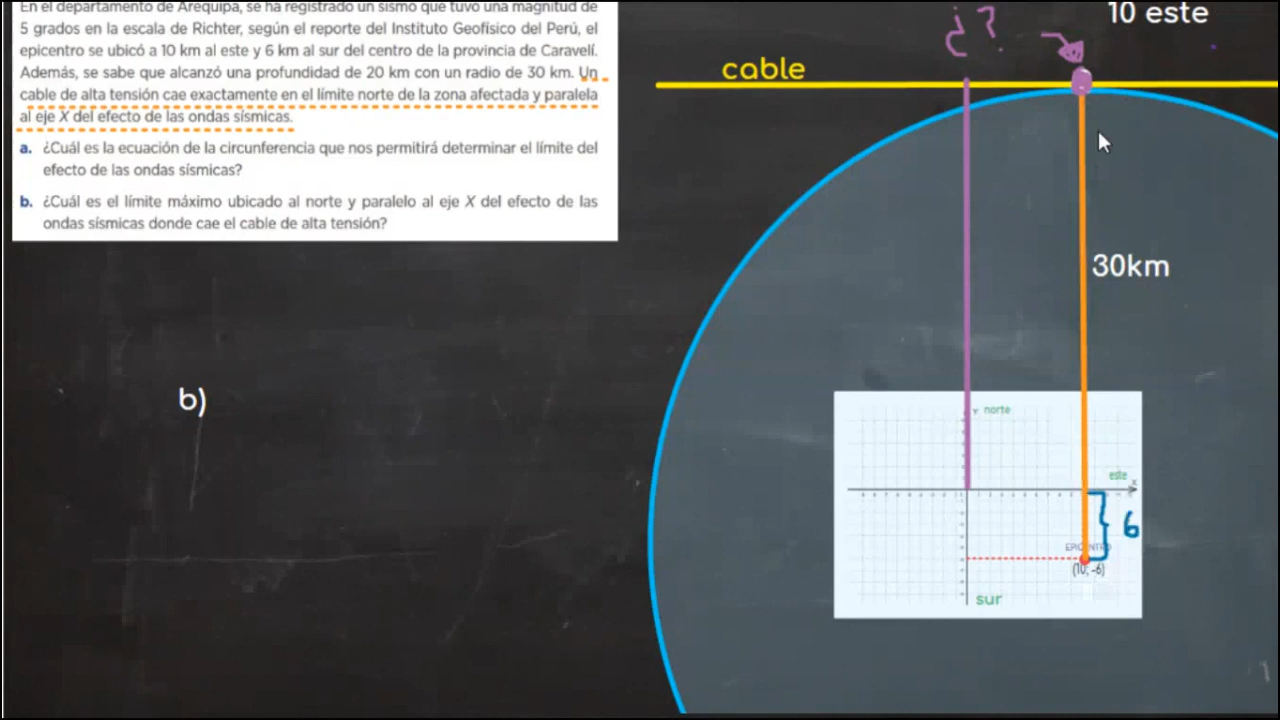 En el departamento de Arequipa, se ha registrado un sismo que tuvo una magnitud de
5 grados en la escala de Richter, según el reporte del Instituto Geofísico del Perú, el
epicentro se ubicó a 10 km al este y 6 km al sur del centro de la provincia de Caravelí.
Además, se sabe que alcanzó una profundidad de 20 km con un radio de 30 km. Un
cable de alta tensión cae exactamente en el límite norte de la zona afectada y paralela
al eje X del efecto de las ondas sísmicas.
a. ¿Cuál es la ecuación de la circunferencia que nos permitirá determinar el límite del
efecto de las ondas sísmicas?
b. ¿Cuál es el límite máximo ubicado al norte y paralelo al eje X del efecto de las
ondas sísmicas donde cae el cable de alta tensión?
10 este
¿?
cable
30km
b)
Y norte
este
X
6
EPICENTRO
(10, -6)
sur